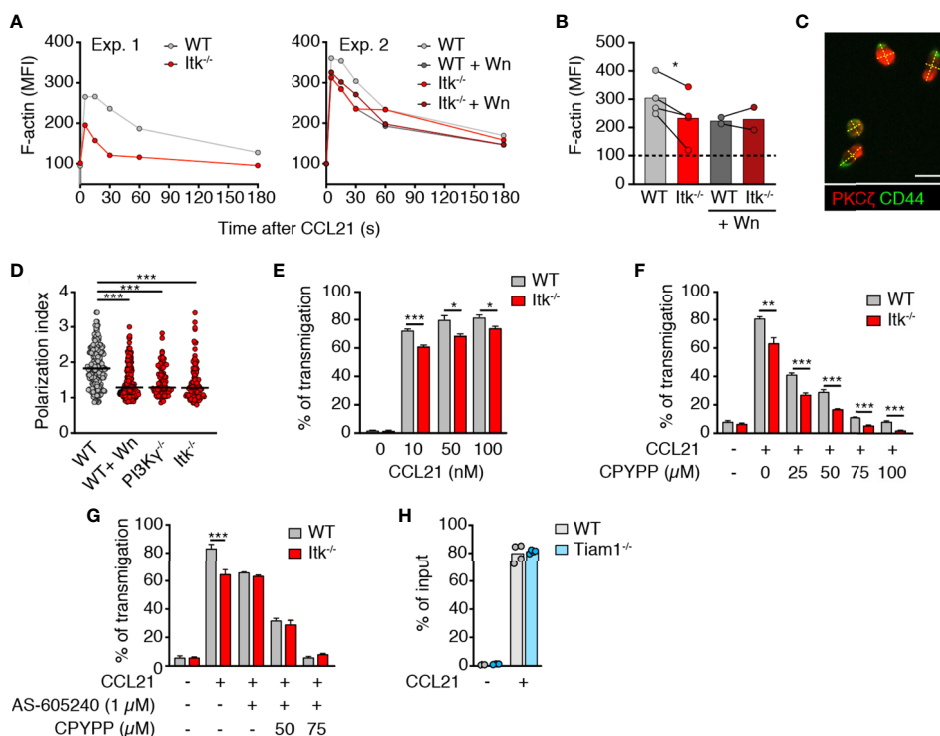 A
Exp. 1
WT
Itk-/-
F-actin (MFI)
400
300
200
100
0 30 60 90 120 150 180
Exp. 2
WT
WT + Wn
Itk-/-
Itk-/- + Wn
F-actin (MFI)
400
300
200
100
0 30 60 90 120 150 180
Time after CCL21 (s)
B
F-actin (MFI)
500
400
300
200
100
0
*
WT Itk-/- WT Itk-/-
+ Wn
C
PKCζ/CD44
D
Polarization index
4
3
2
1
0
***
***
***
WT
WT+ Wn
PI3Kγ-/-
Itk-/-
E
WT
Itk-/-
% of transmigation
100
80
60
40
20
0
*** * *
0 10 50 100
CCL21 (nM)
F
WT
Itk-/-
% of transmigation
100
80
60
40
20
0
** *** *** *** ***
CCL21 - + + + + +
CPYPP (µM) - 0 25 50 75 100
G
WT
Itk-/-
% of transmigation
100
80
60
40
20
0
***
CCL21 - + + + +
AS-605240 (1 µM) - - + + +
CPYPP (µM) - - - 50 75
H
WT
Tiam1-/-
% of input
100
80
60
40
20
0
CCL21 - +